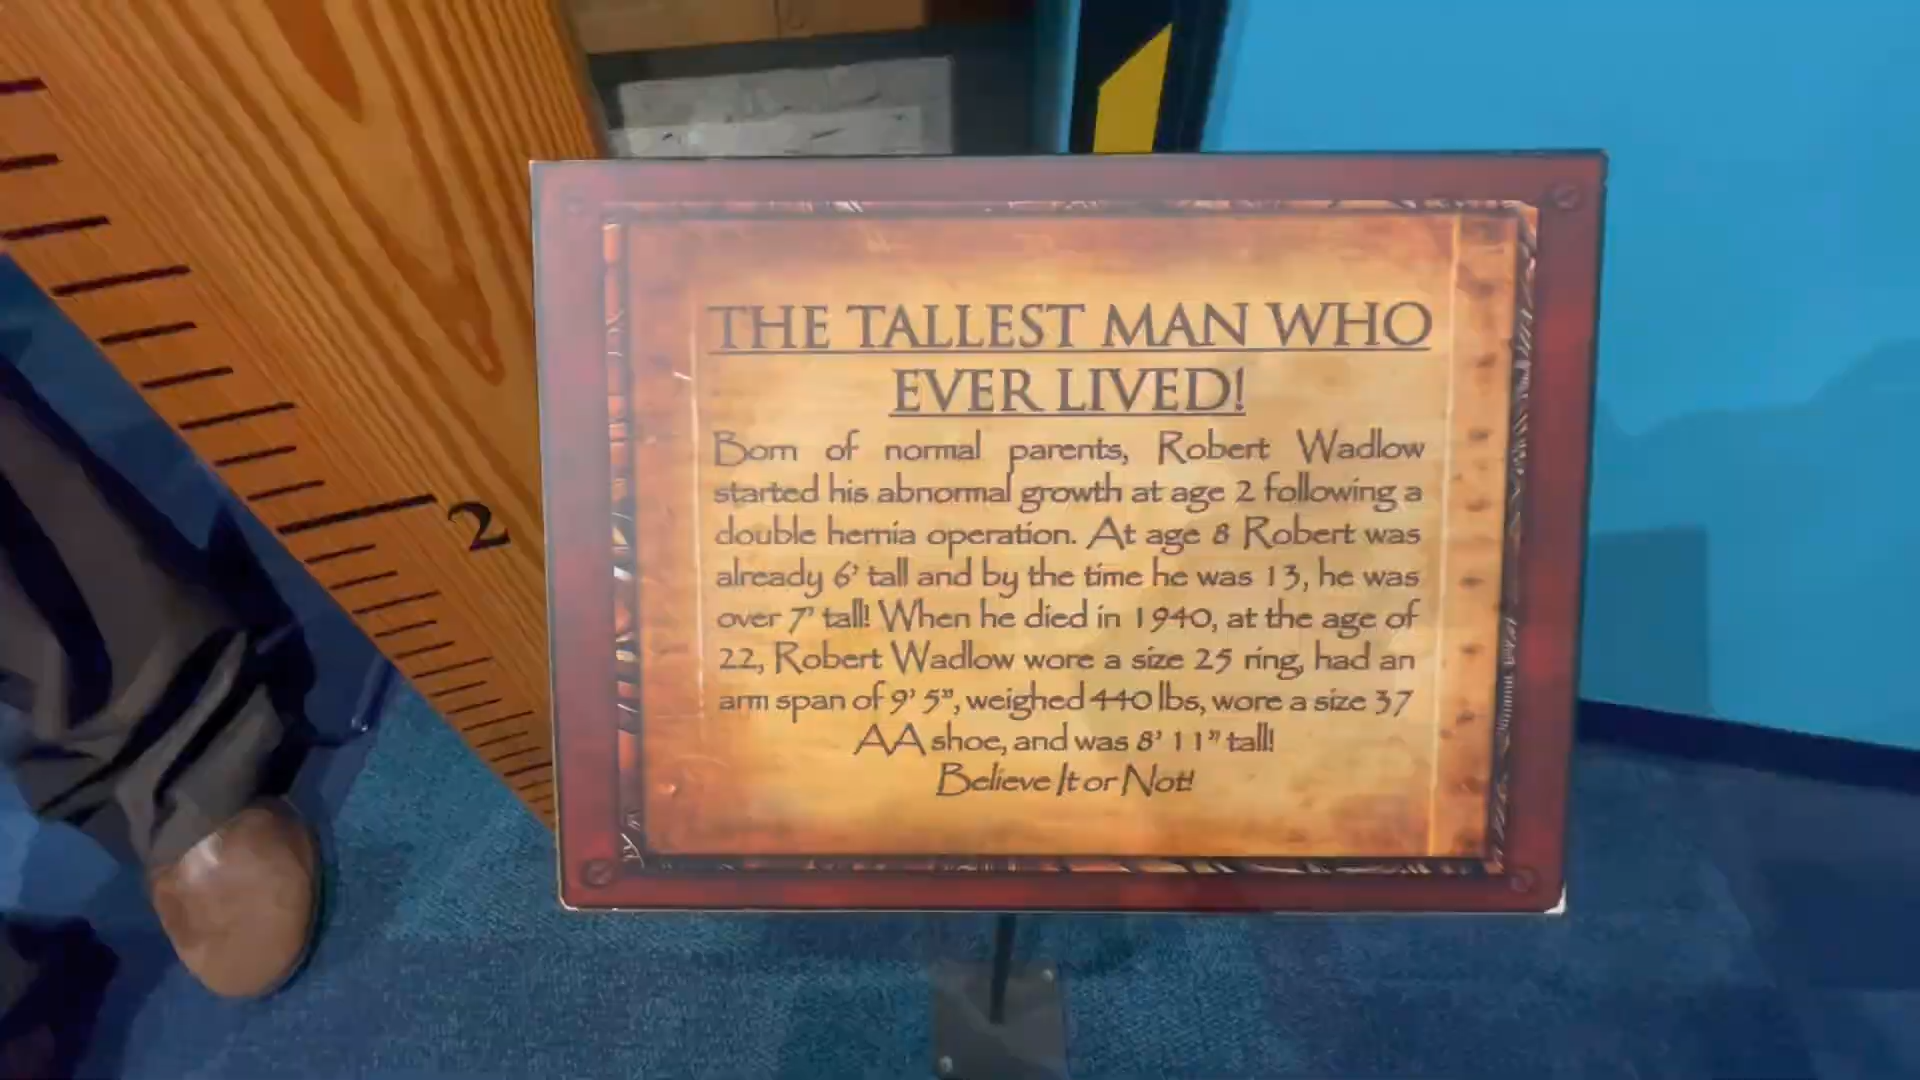 2
THE TALLEST MAN WHO
EVER LIVED!
Born of normal parents, Robert Wadlow
started his abnormal growth at age 2 following a
double hernia operation. At age 8 Robert was
already 6' tall and by the time he was 13, he was
over 7' tall! When he died in 1940, at the age of
22, Robert Wadlow wore a size 25 ring, had an
arm span of 9' 5", weighed 440 lbs, wore a size 37
AA shoe, and was 8' 11" tall!
Believe It or Not!